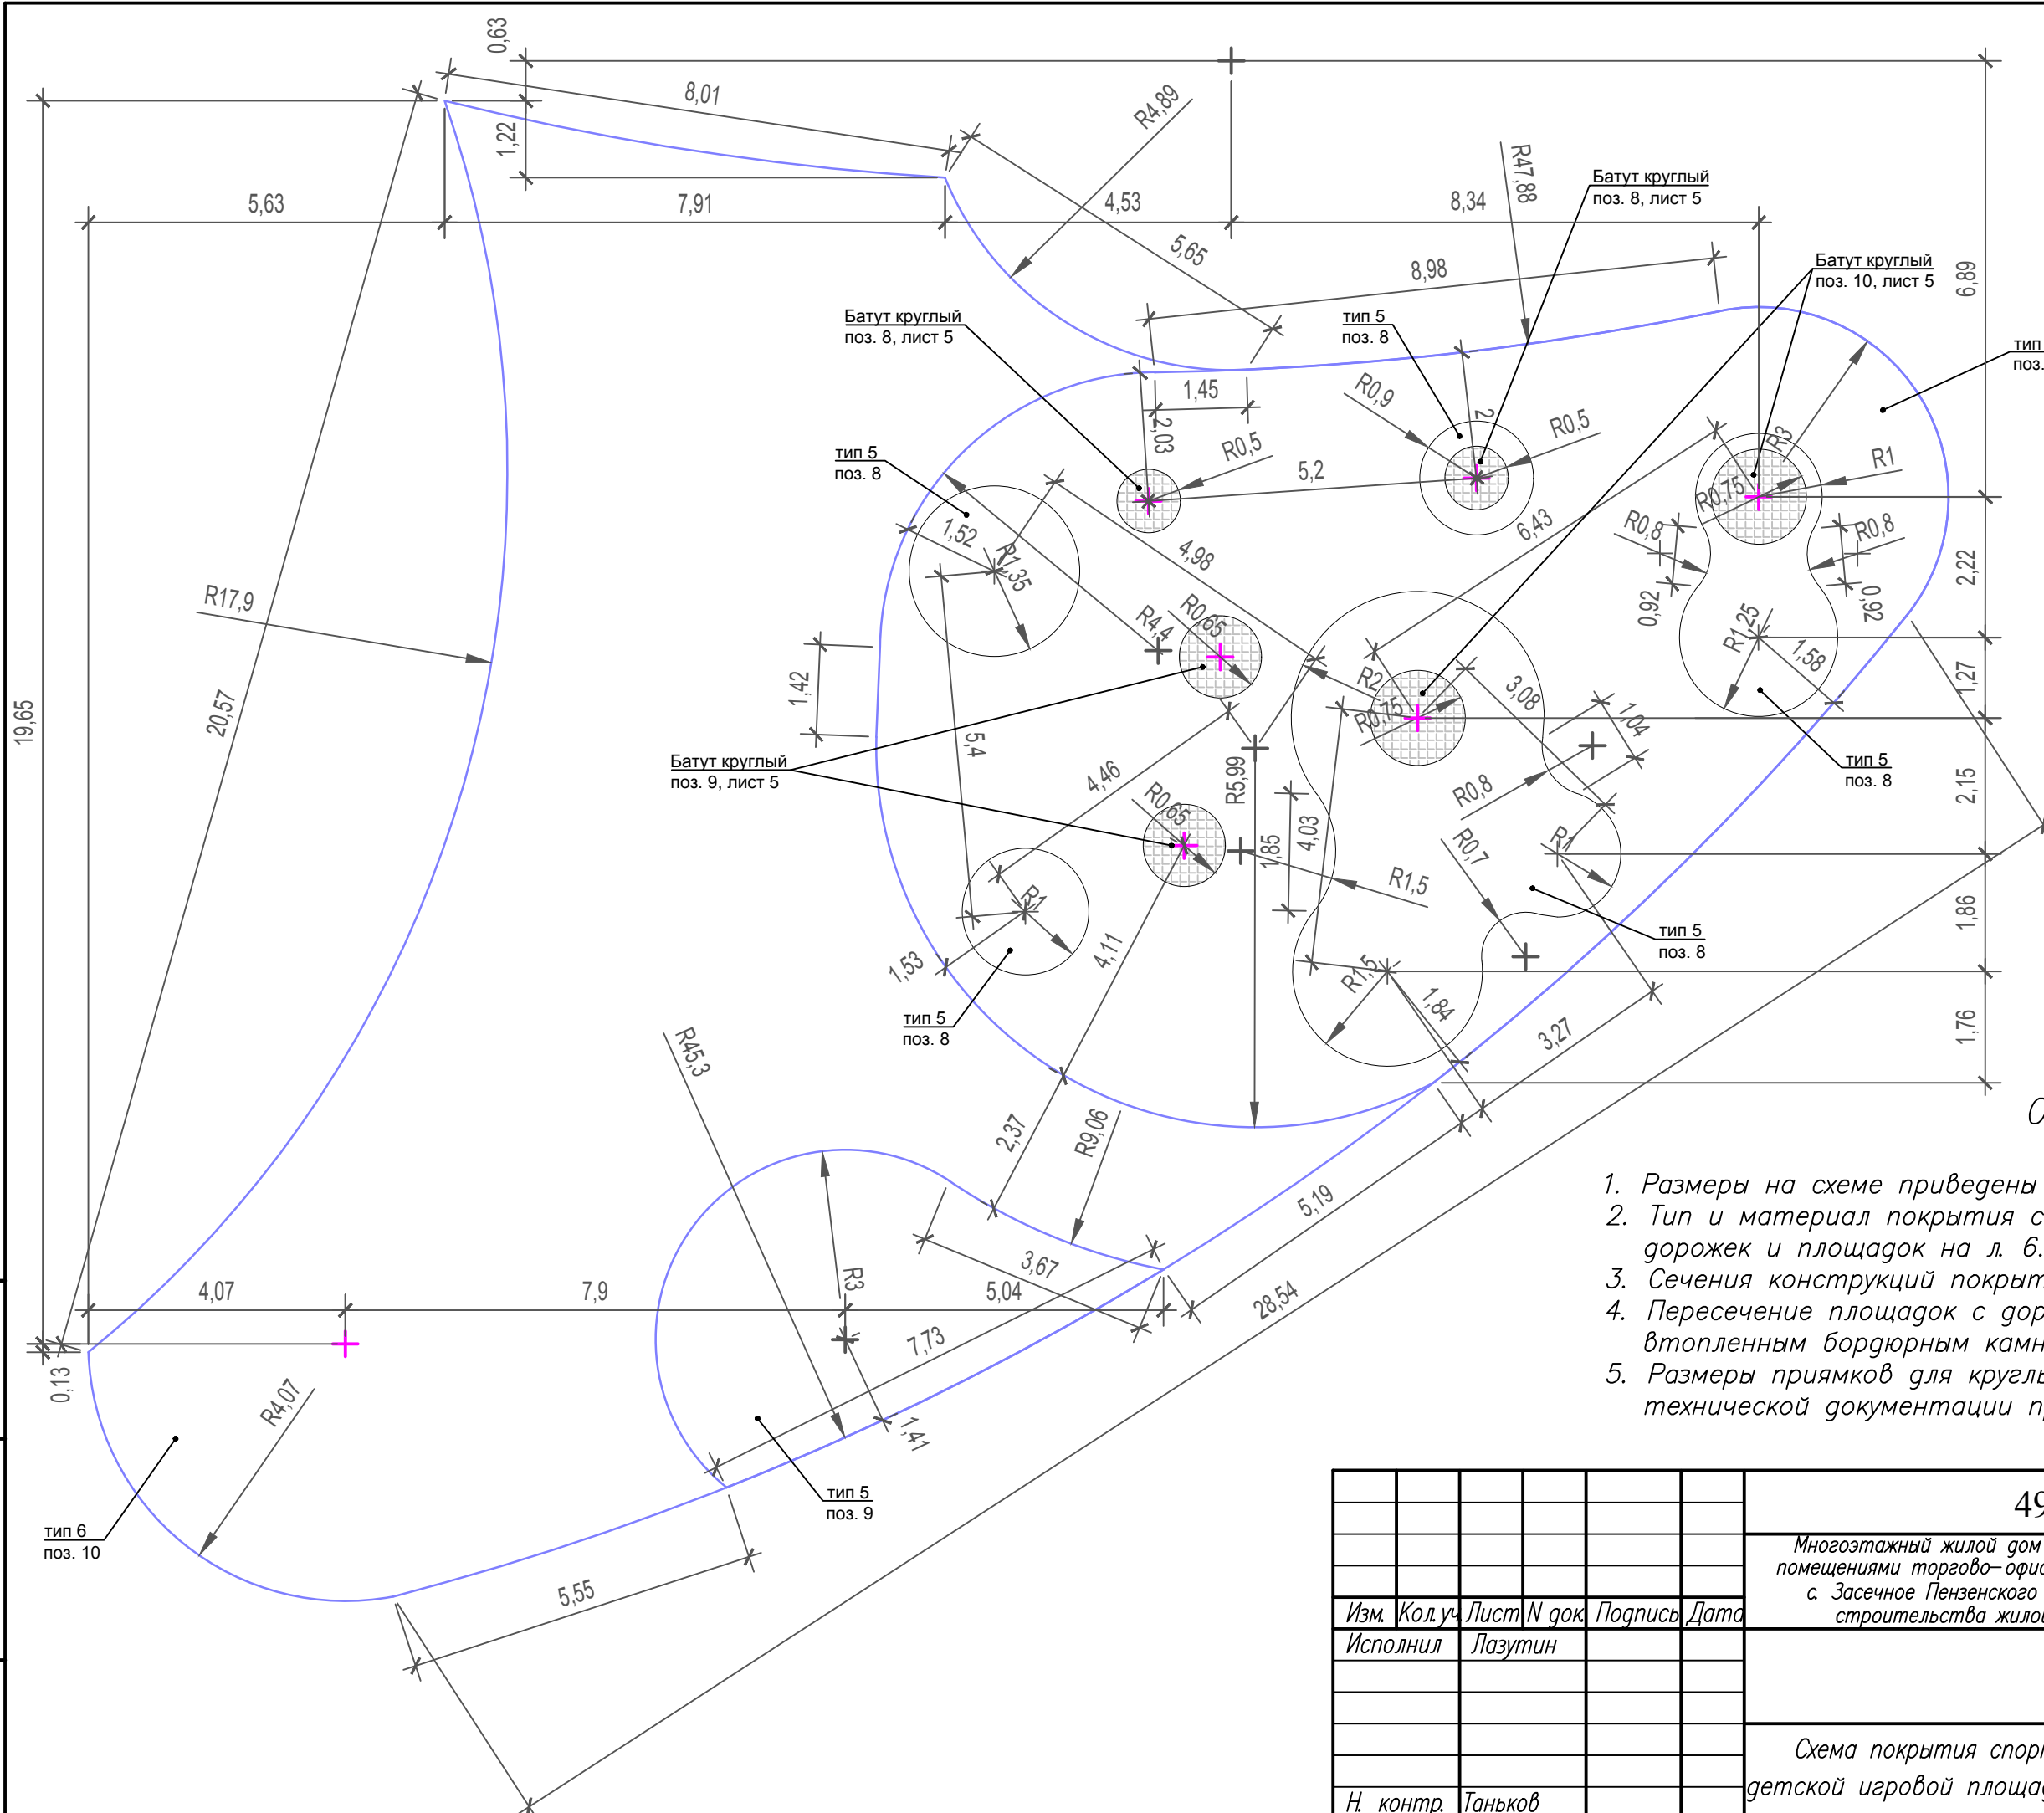 0,63
8,01
R4,89
1,22
R47,88
Батут круглый
поз. 8, лист 5
5,63
7,91
4,53
8,34
5,65
8,98
6,89
Батут круглый
поз. 10, лист 5
Батут круглый
поз. 8, лист 5
тип 5
поз. 8
тип
поз.
1,45
R0,9
2
2,03
R0,5
R0,5
R3
R1
тип 5
поз. 8
5,2
R0,75
1,52
R1,35
4,98
6,43
R0,8
R0,8
2,22
R17,9
0,92
0,92
R4,4
R0,65
R1,25
1,58
1,27
1,42
R2
3,08
R0,75
1,04
19,65
20,57
5,4
Батут круглый
поз. 9, лист 5
4,46
R5,99
R0,8
тип 5
поз. 8
2,15
R0,65
4,03
1,85
R0,7
R1
R1,5
R1
1,86
тип 5
поз. 8
4,11
1,53
R1,5
1,84
тип 5
поз. 8
3,27
1,76
R45,3
2,37
R9,06
О
1. Размеры на схеме приведены
2. Тип и материал покрытия с
дорожек и площадок на л. 6.
3. Сечения конструкций покрыт
4. Пересечение площадок с дор
втопленным бордюрным камн
5. Размеры приямков для круглы
технической документации п
5,19
3,67
R3
28,54
4,07
7,9
5,04
7,73
0,13
R4,07
1,41
тип 5
поз. 9
тип 6
поз. 10
5,55
49
Многоэтажный жилой дом
помещениями торгово-офис
с. Засечное Пензенского
строительства жилой
Изм. Кол.уч Лист N док Подпись Дата
Исполнил Лазутин
Схема покрытия спорт
детской игровой площад
Н. контр. Таньков